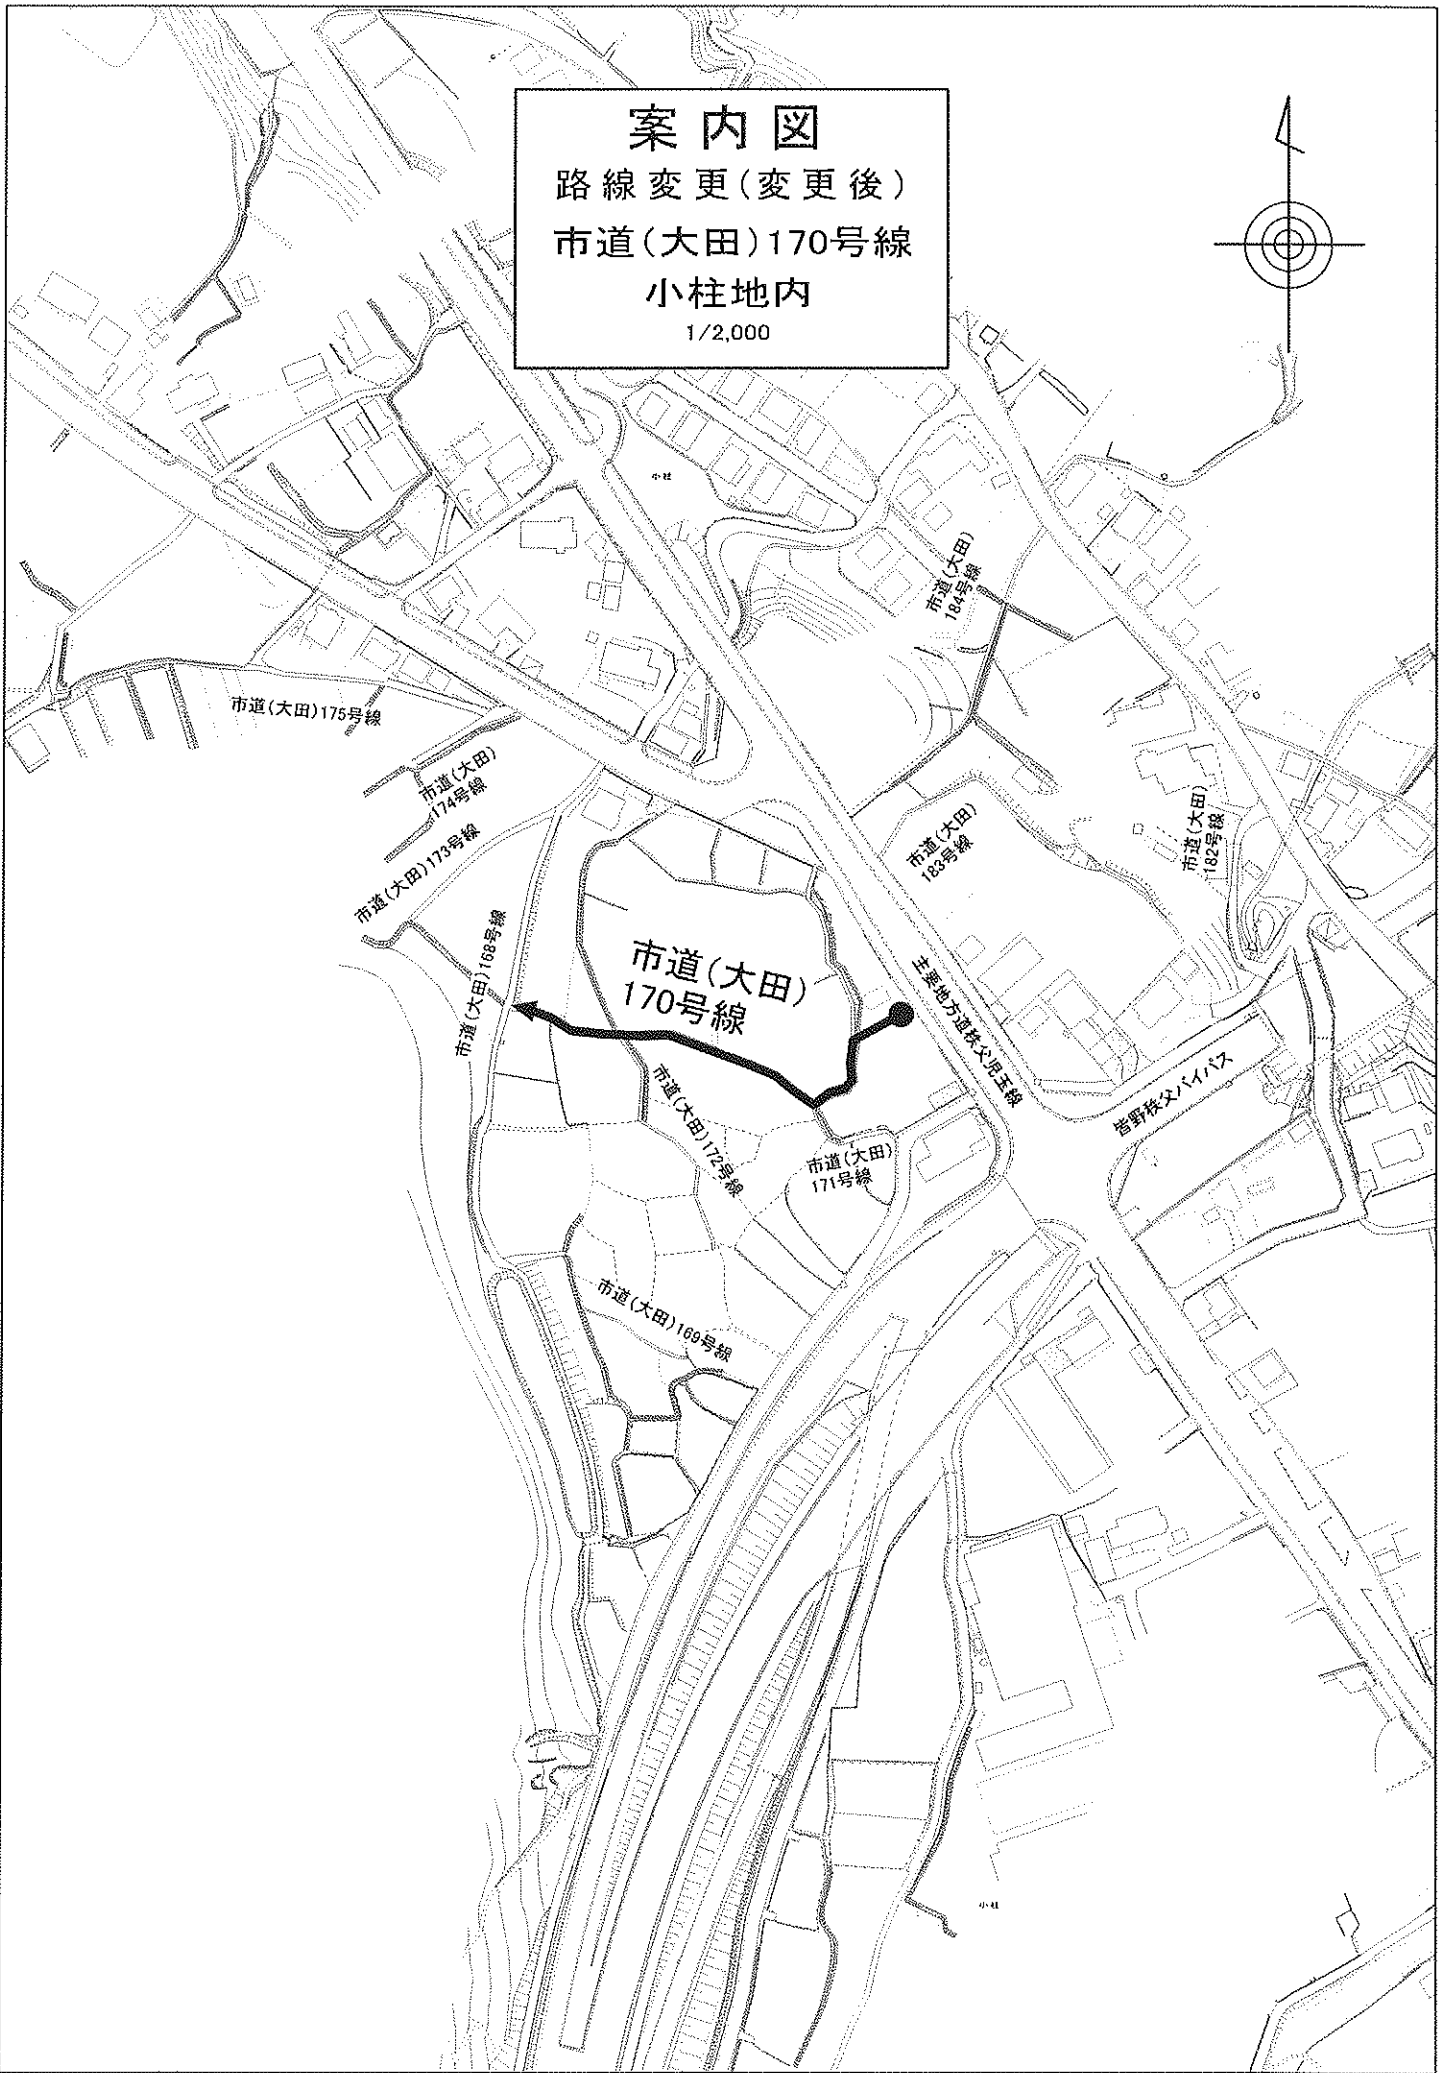 案内図
路線変更(変更後)
市道(大田)170号線
小柱地内
1/2,000
小柱
市道(大田)
184号線
市道(大田)175号線
市道(大田)
174号線
市道(大田)173号線
市道(大田)
183号線
市道(大田)
182号線
市道(大田)168号線
市道(大田)
170号線
主要地方道秩父児玉線
皆野秩父バイパス
市道(大田)172号線
市道(大田)
171号線
市道(大田)169号線
小柱